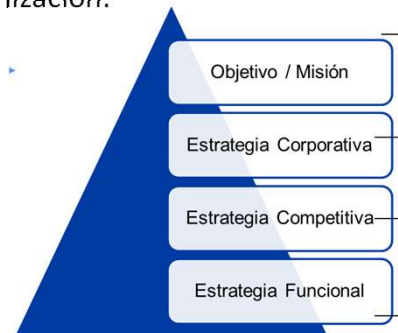 Objetivo / Misión
Estrategia Corporativa
Estrategia Competitiva
Estrategia Funcional